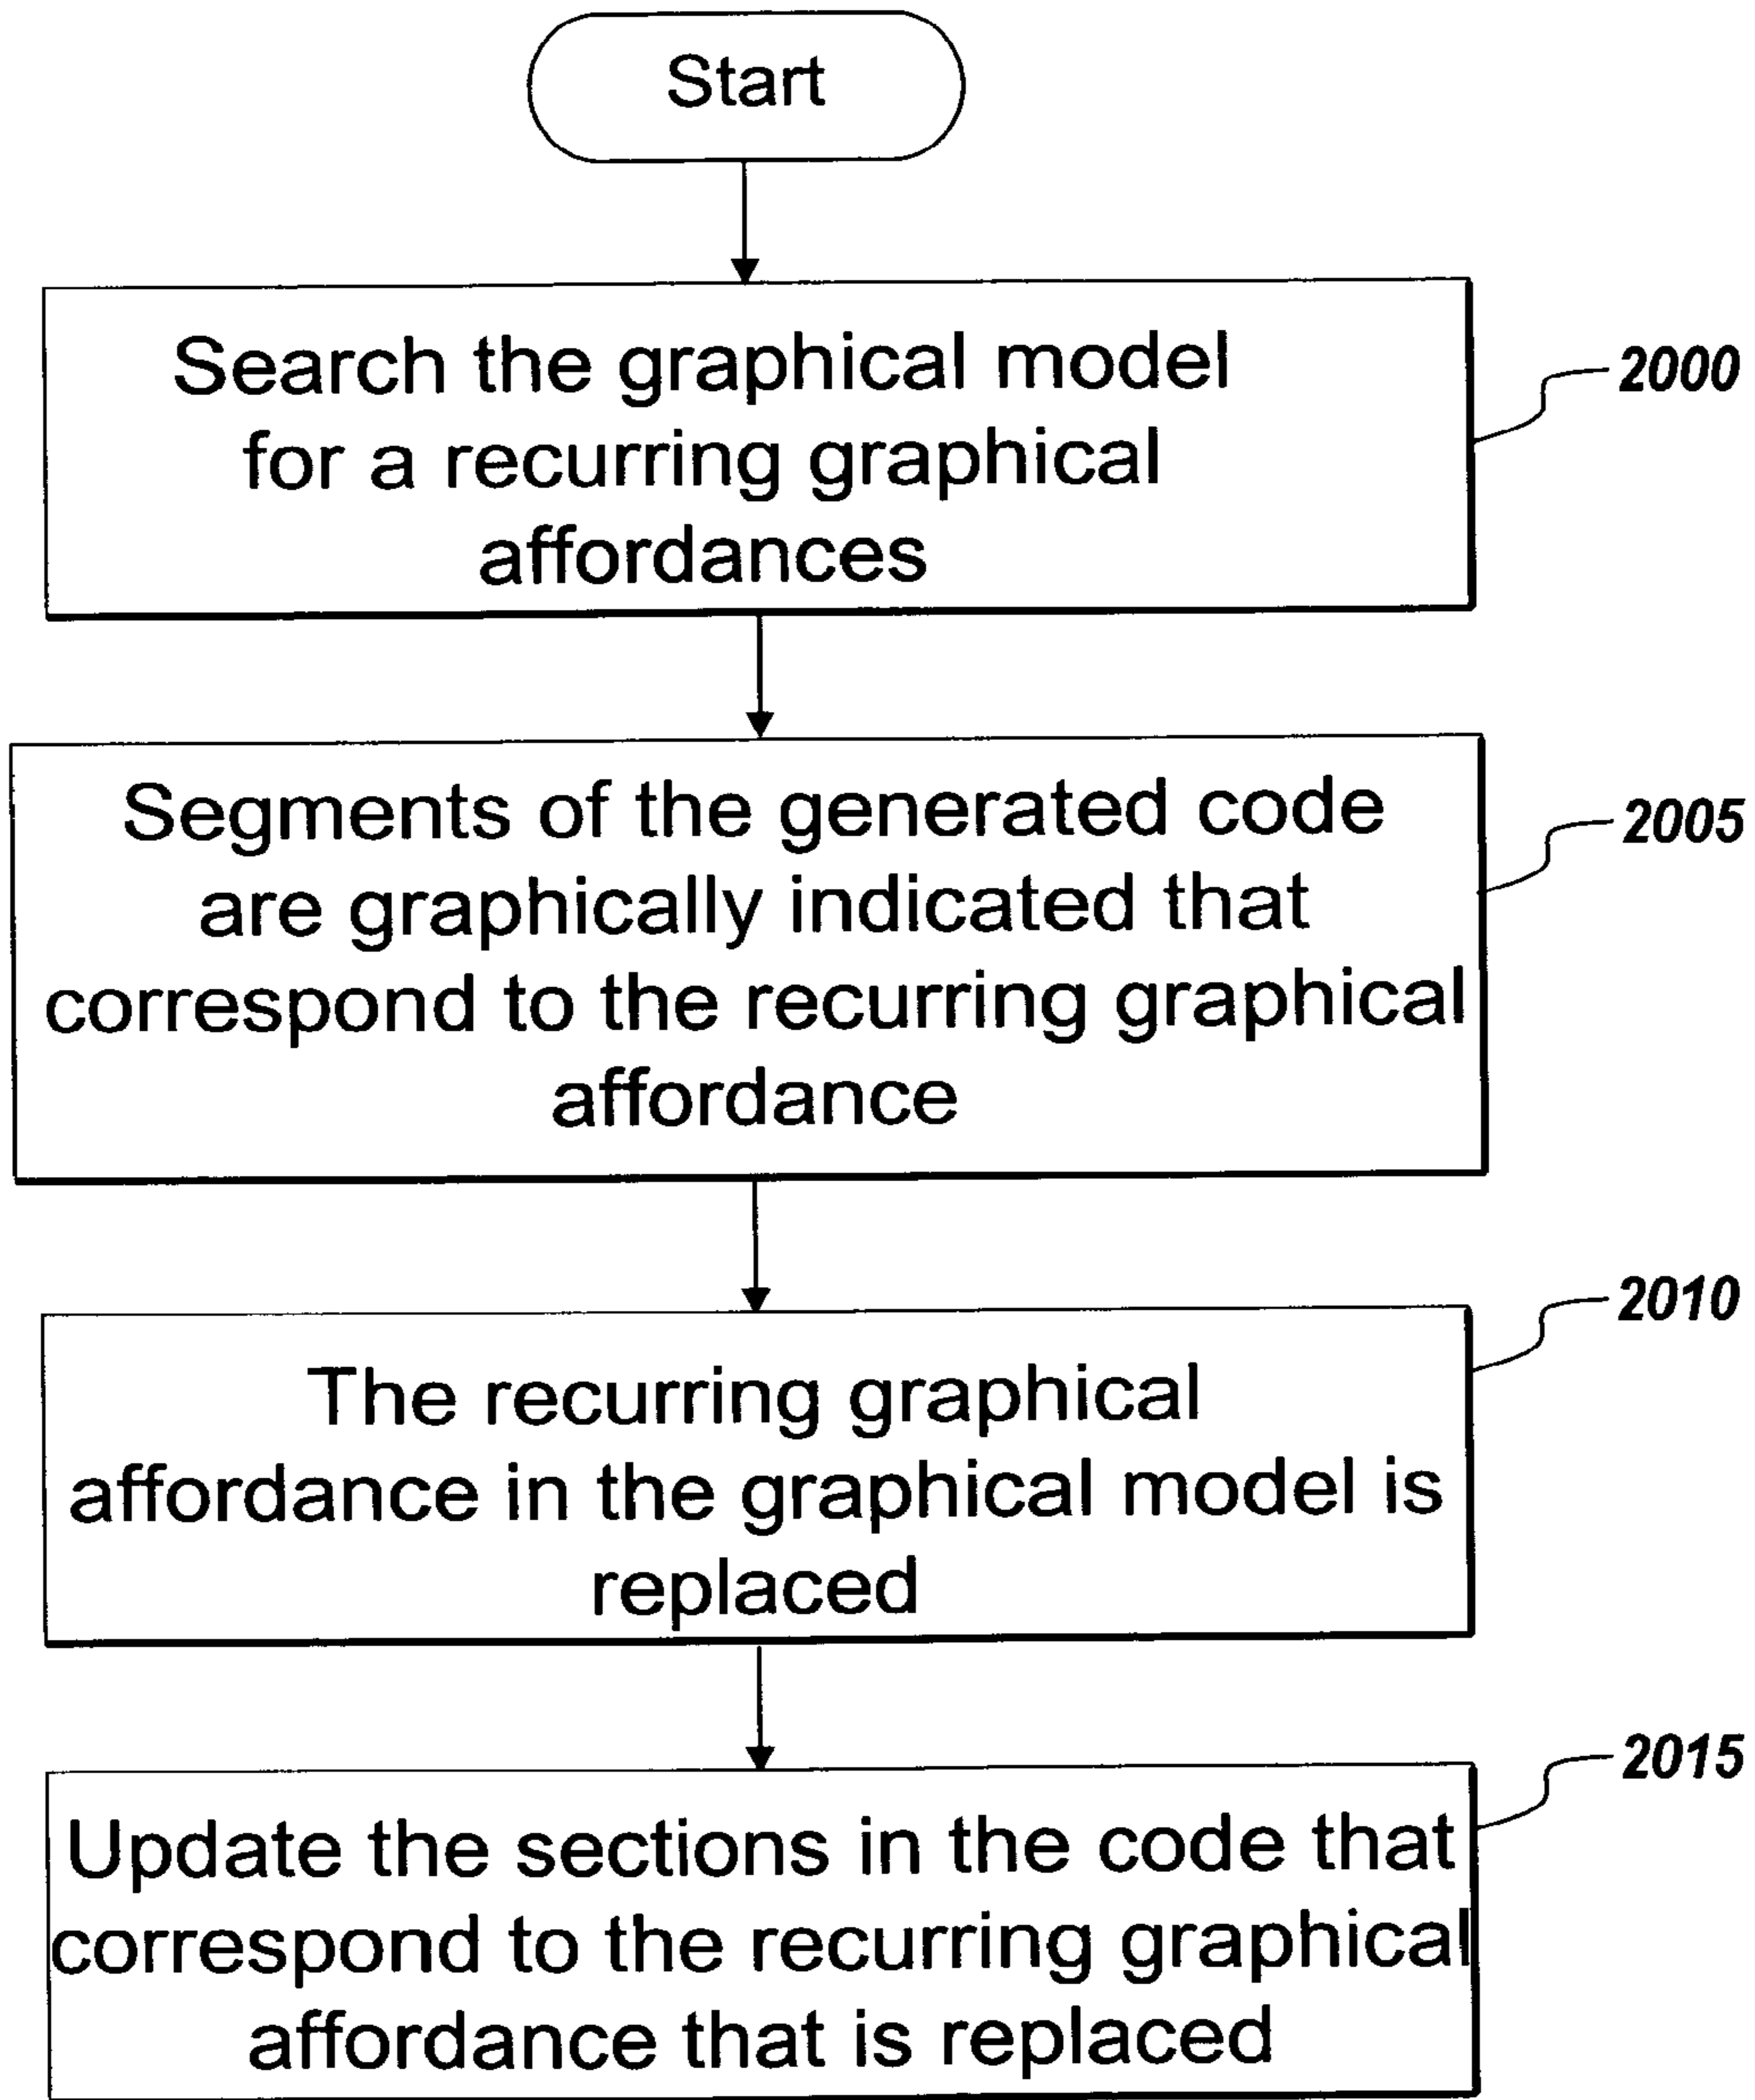 Start
Search the graphical model
for a recurring graphical
affordances
2000
Segments of the generated code
are graphically indicated that
correspond to the recurring graphical
affordance
2005
The recurring graphical
affordance in the graphical model is
replaced
2010
Update the sections in the code that
correspond to the recurring graphical
affordance that is replaced
2015